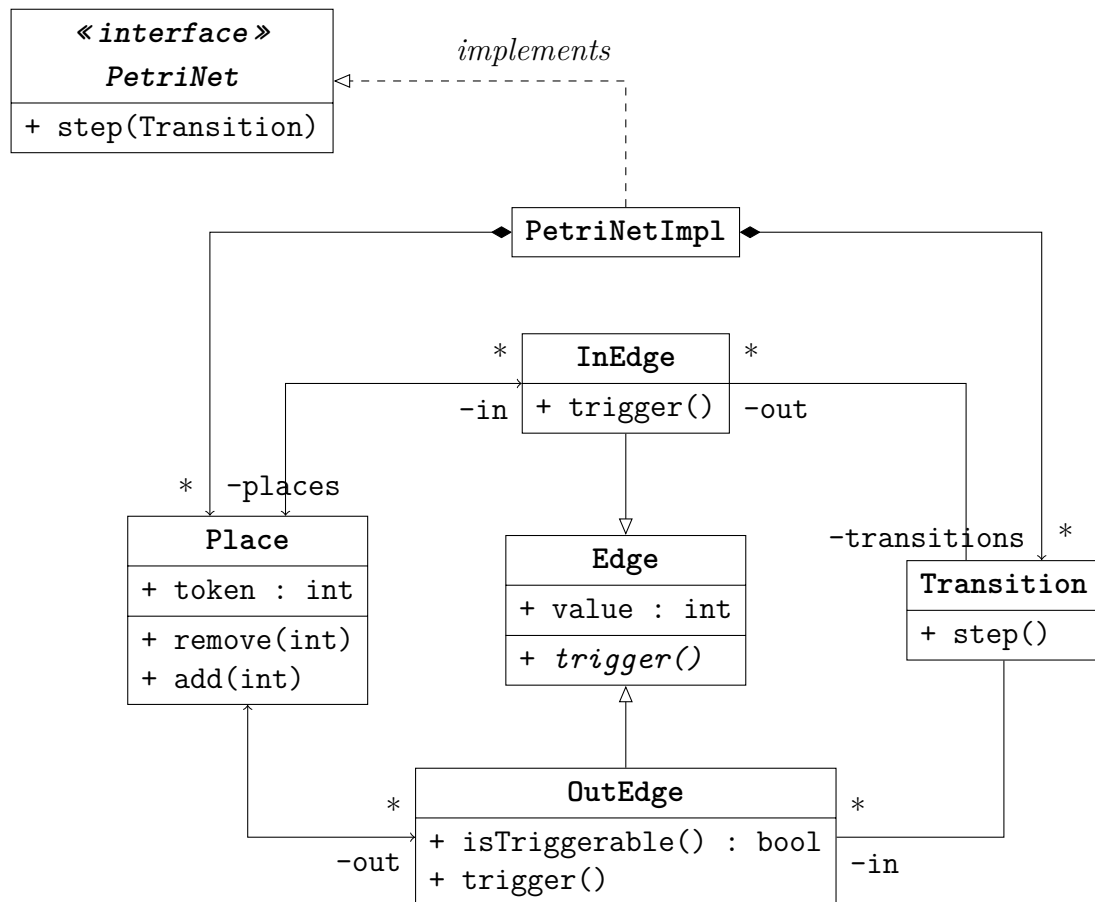 « interface »
PetriNet
+ step(Transition)
implements
PetriNetImpl
* InEdge *
-in + trigger() -out
* -places
-transitions *
Place
+ token : int
+ remove(int)
+ add(int)
Edge
+ value : int
+ trigger()
Transition
+ step()
* OutEdge *
-out + isTriggerable() : bool -in
+ trigger()